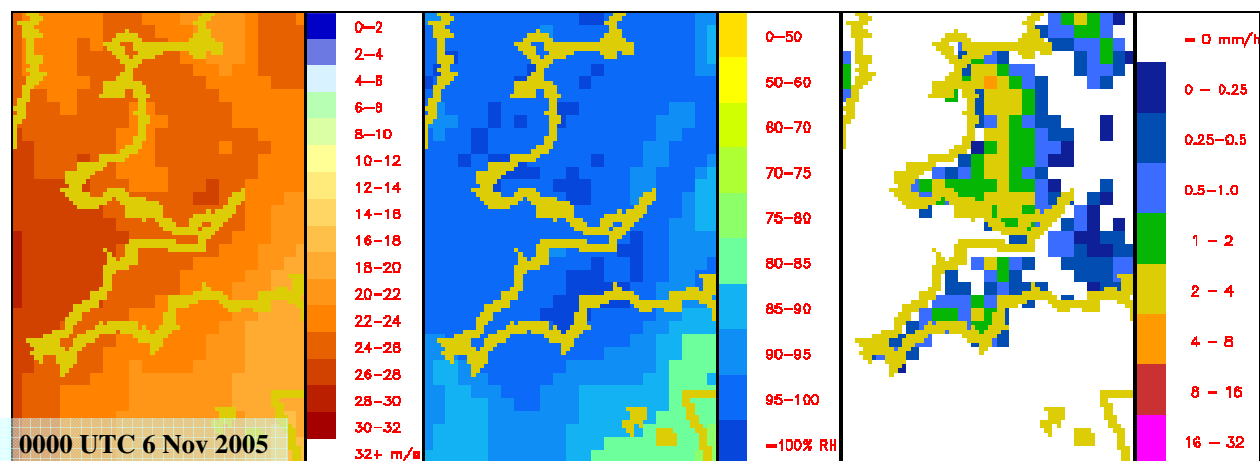 0-2
2-4
4-6
6-8
8-10
10-12
12-14
14-16
16-18
18-20
20-22
22-24
24-26
26-28
28-30
30-32
32+ m/s
0-50
50-60
60-70
70-75
75-80
80-85
85-90
90-95
95-100
=100% RH
= 0 mm/h
0 - 0.25
0.25-0.5
0.5-1.0
1 - 2
2 - 4
4 - 8
8 - 16
16 - 32
0000 UTC 6 Nov 2005